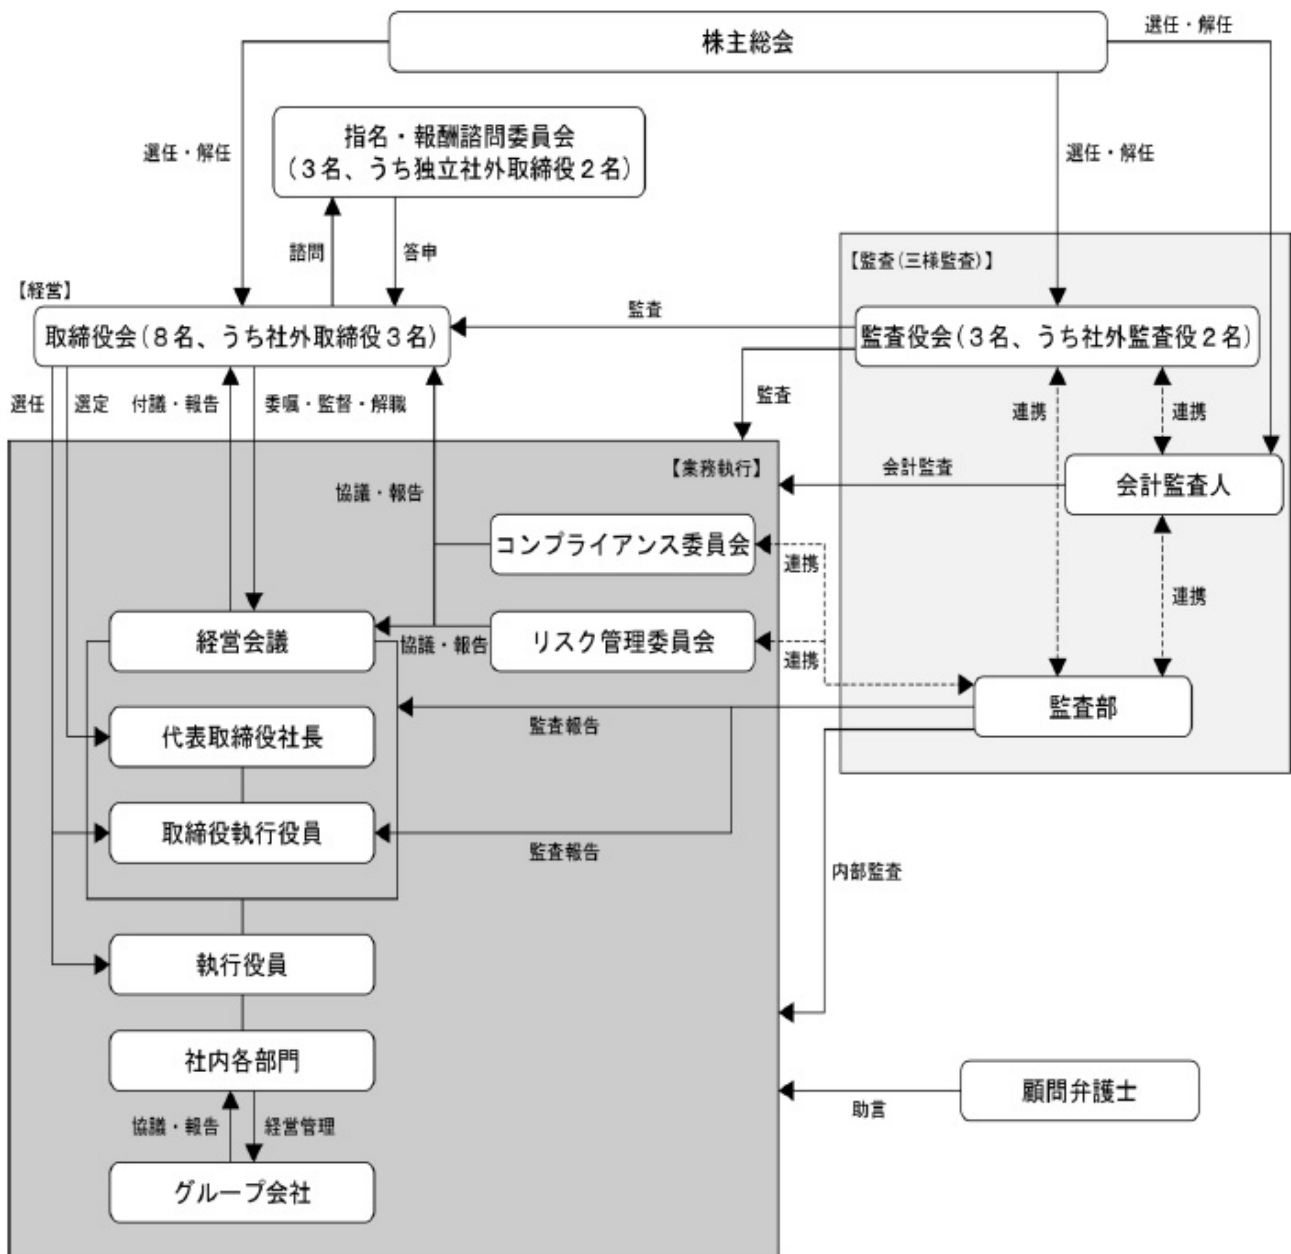 株主総会
選任・解任
指名・報酬諮問委員会
(3名、うち独立社外取締役2名)
選任・解任
選任・解任
諮問
答申
【監査(三様監査)】
【経営】
取締役会(8名、うち社外取締役3名)
監査
監査役会(3名、うち社外監査役2名)
選任
選定
付議・報告
委嘱・監督・解職
監査
連携
連携
【業務執行】
会計監査
会計監査人
協議・報告
コンプライアンス委員会
連携
連携
経営会議
協議・報告
リスク管理委員会
連携
監査部
代表取締役社長
監査報告
取締役執行役員
監査報告
内部監査
執行役員
社内各部門
顧問弁護士
助言
協議・報告
経営管理
グループ会社